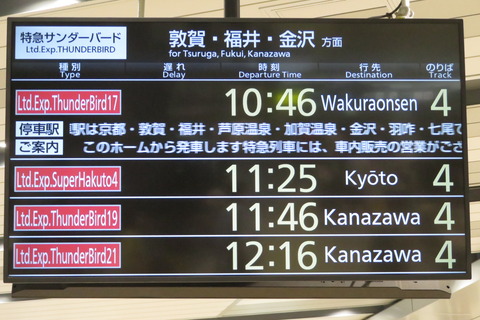 特急サンダーバード
Ltd.Exp.THUNDERBIRD
敦賀・福井・金沢 方面
for Tsuruga, Fukui, Kanazawa
種別 遅れ 時刻 行先 のりば
Type Delay Departure Time Destination Track
Ltd.Exp.ThunderBird17 10:46 Wakuraonsen 4
停車駅 駅は京都・敦賀・福井・芦原温泉・加賀温泉・金沢・羽咋・七尾で
ご案内 このホームから発車します特急列車には、車内販売の営業がござ
Ltd.Exp.SuperHakuto4 11:25 Kyōto 4
Ltd.Exp.ThunderBird19 11:46 Kanazawa 4
Ltd.Exp.ThunderBird21 12:16 Kanazawa 4